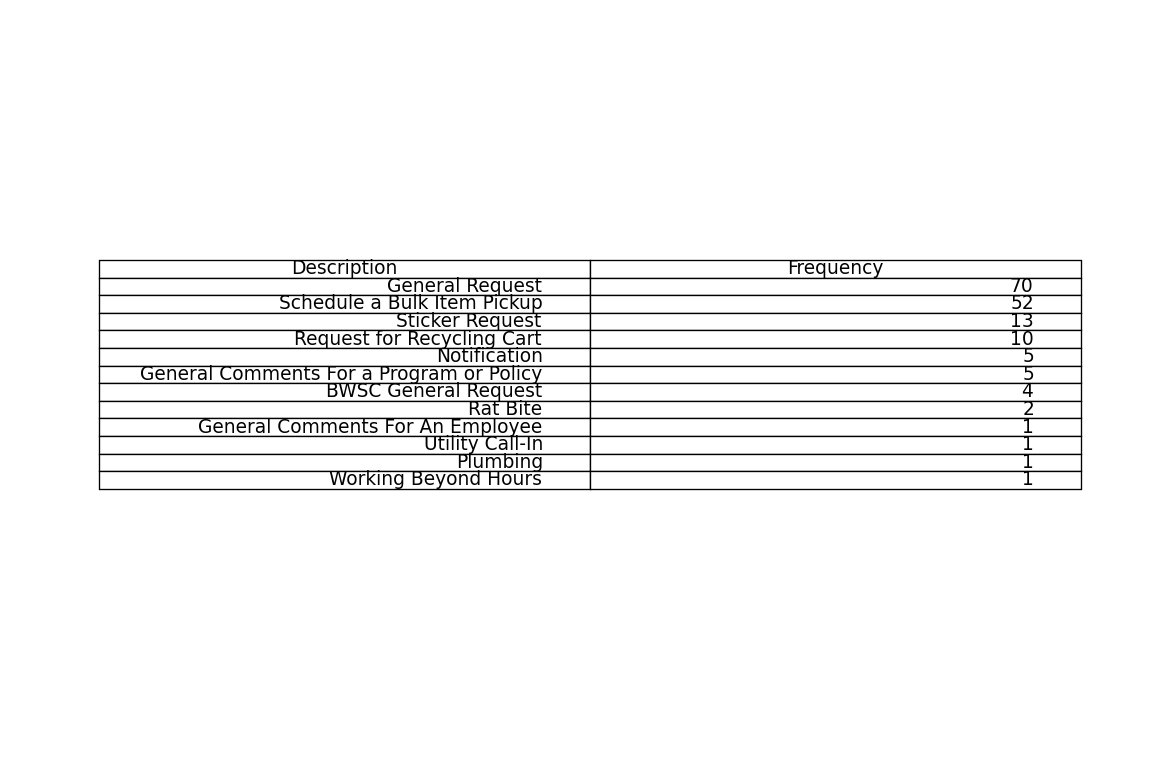 Description Frequency
General Request 70
Schedule a Bulk Item Pickup 52
Sticker Request 13
Request for Recycling Cart 10
Notification 5
General Comments For a Program or Policy 5
BWSC General Request 4
Rat Bite 2
General Comments For An Employee 1
Utility Call-In 1
Plumbing 1
Working Beyond Hours 1